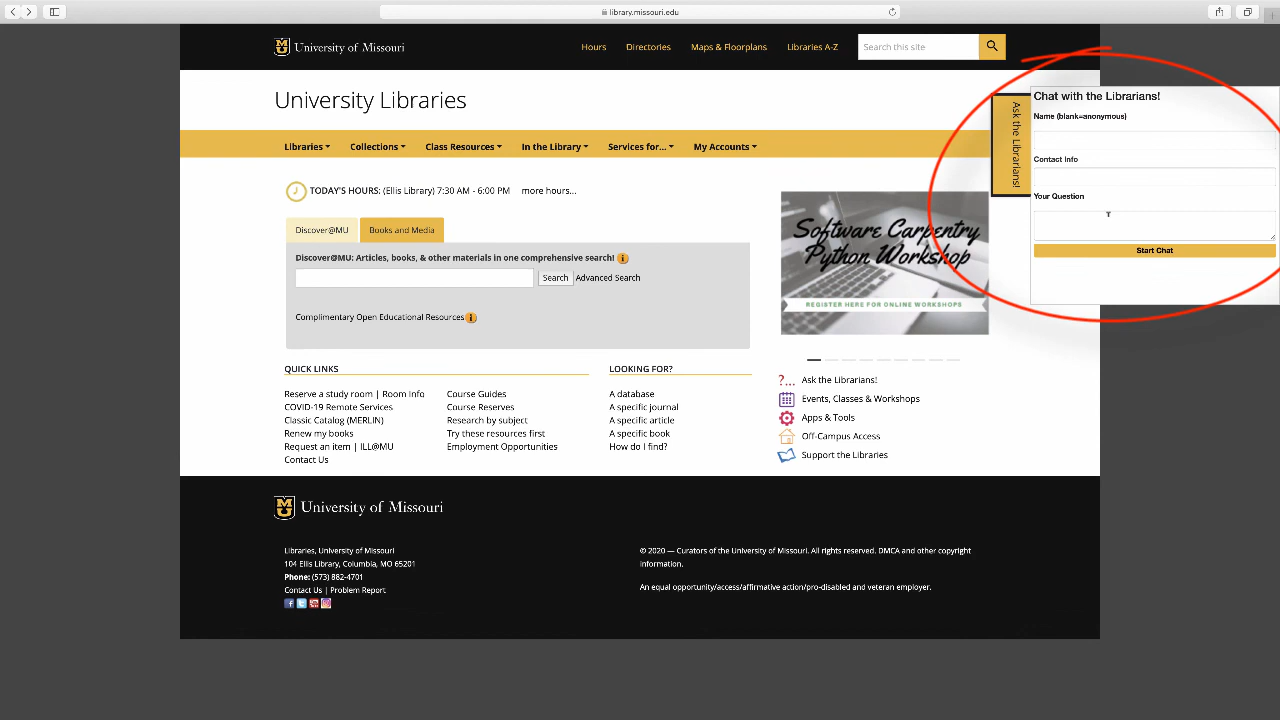 library.missouri.edu
University of Missouri
Hours Directories Maps & Floorplans Libraries A-Z Search this site
University Libraries
Libraries Collections Class Resources In the Library Services for... My Accounts
Ask the Librarians!
Chat with the Librarians!
Name (blank=anonymous)
Contact Info
Your Question
Start Chat
TODAY'S HOURS: (Ellis Library) 7:30 AM - 6:00 PM more hours...
Discover@MU Books and Media
Discover@MU: Articles, books, & other materials in one comprehensive search!
Search Advanced Search
Complimentary Open Educational Resources
Software Carpentry
Python Workshop
REGISTER HERE FOR ONLINE WORKSHOPS
QUICK LINKS
Reserve a study room | Room Info
COVID-19 Remote Services
Classic Catalog (MERLIN)
Renew my books
Request an item | ILL@MU
Contact Us
Course Guides
Course Reserves
Research by subject
Try these resources first
Employment Opportunities
LOOKING FOR?
A database
A specific journal
A specific article
A specific book
How do I find?
?... Ask the Librarians!
Events, Classes & Workshops
Apps & Tools
Off-Campus Access
Support the Libraries
University of Missouri
Libraries, University of Missouri
104 Ellis Library, Columbia, MO 65201
Phone: (573) 882-4701
Contact Us | Problem Report
© 2020 — Curators of the University of Missouri. All rights reserved. DMCA and other copyright
information.
An equal opportunity/access/affirmative action/pro-disabled and veteran employer.